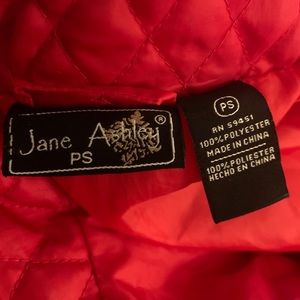 Jane Ashley®
PS
PS
RN 59451
100% POLYESTER
MADE IN CHINA
100% POLIESTER
HECHO EN CHINA